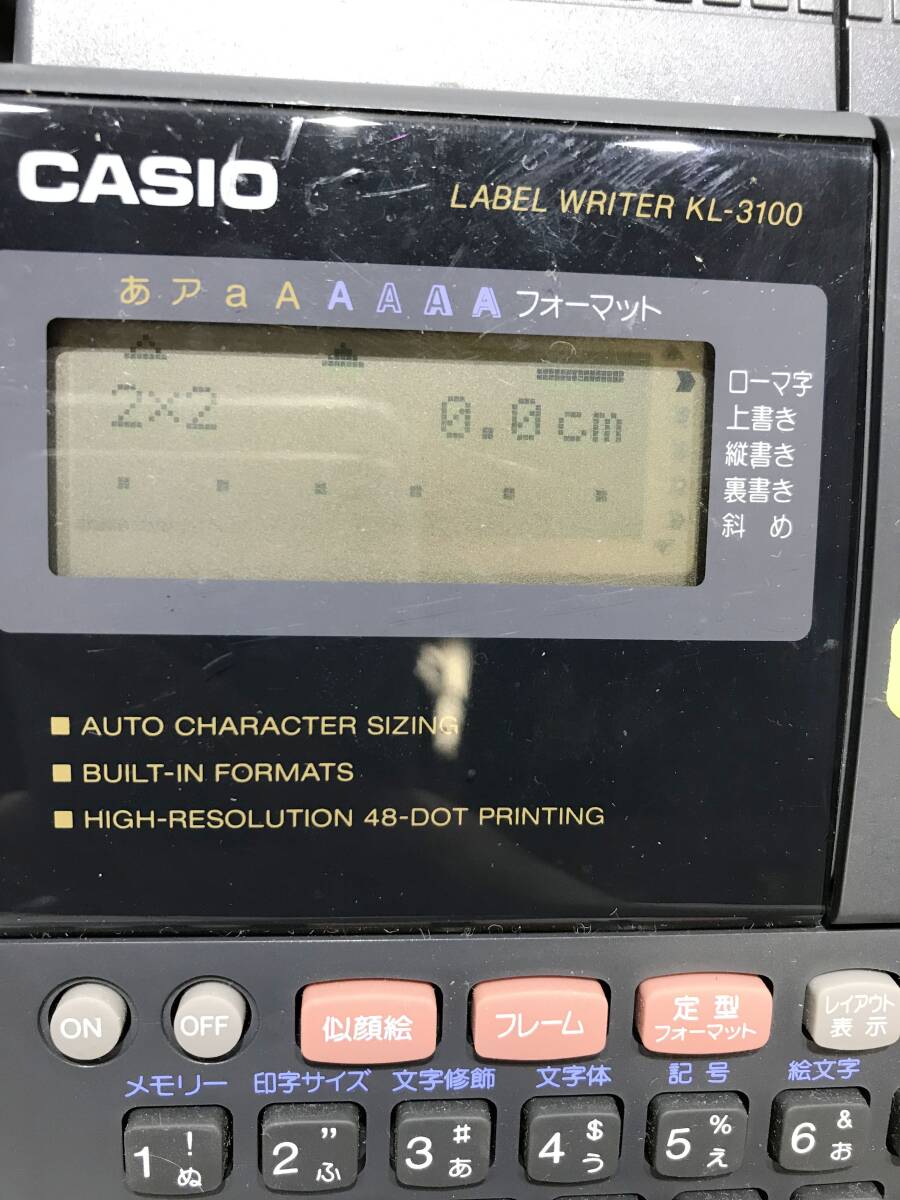 CASIO
LABEL WRITER KL-3100
あ ア a A A A A A フォーマット
2×2
0.0cm
ローマ字
上書き
縦書き
裏書き
斜め
■ AUTO CHARACTER SIZING
■ BUILT-IN FORMATS
■ HIGH-RESOLUTION 48-DOT PRINTING
ON OFF 似顔絵 フレーム 定型 フォーマット レイアウト 表示
メモリー 印字サイズ 文字修飾 文字体 記号 絵文字
1 ! ぬ
2 " ふ
3 # あ
4 $ う
5 % え
6 & お